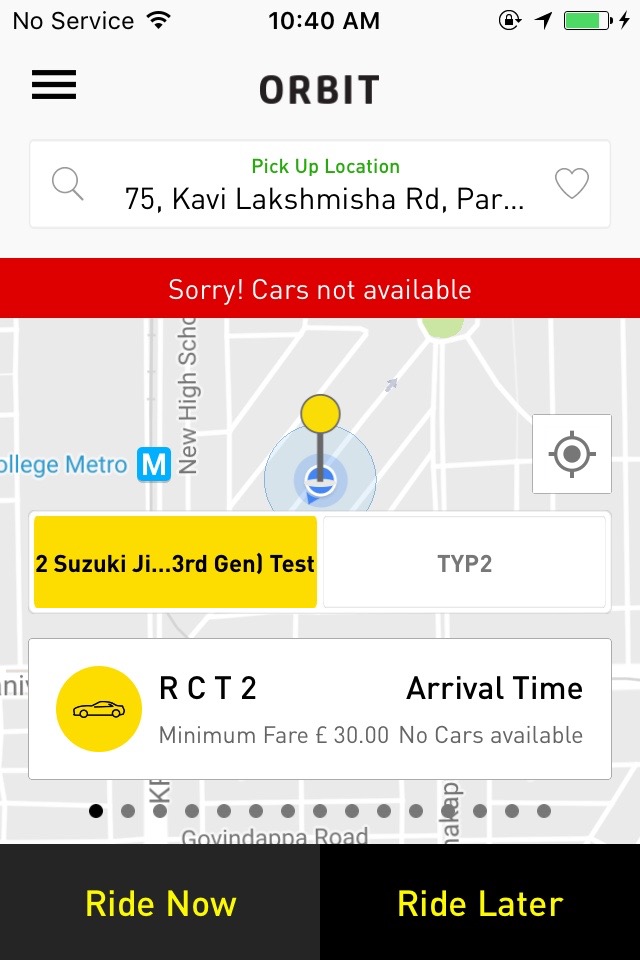 No Service 10:40 AM
ORBIT
Pick Up Location
75, Kavi Lakshmisha Rd, Par...
Sorry! Cars not available
New High Scho
ollege Metro M
2 Suzuki Ji...3rd Gen) Test TYP2
R C T 2 Arrival Time
Minimum Fare £ 30.00 No Cars available
Govindappa Road
Ride Now Ride Later